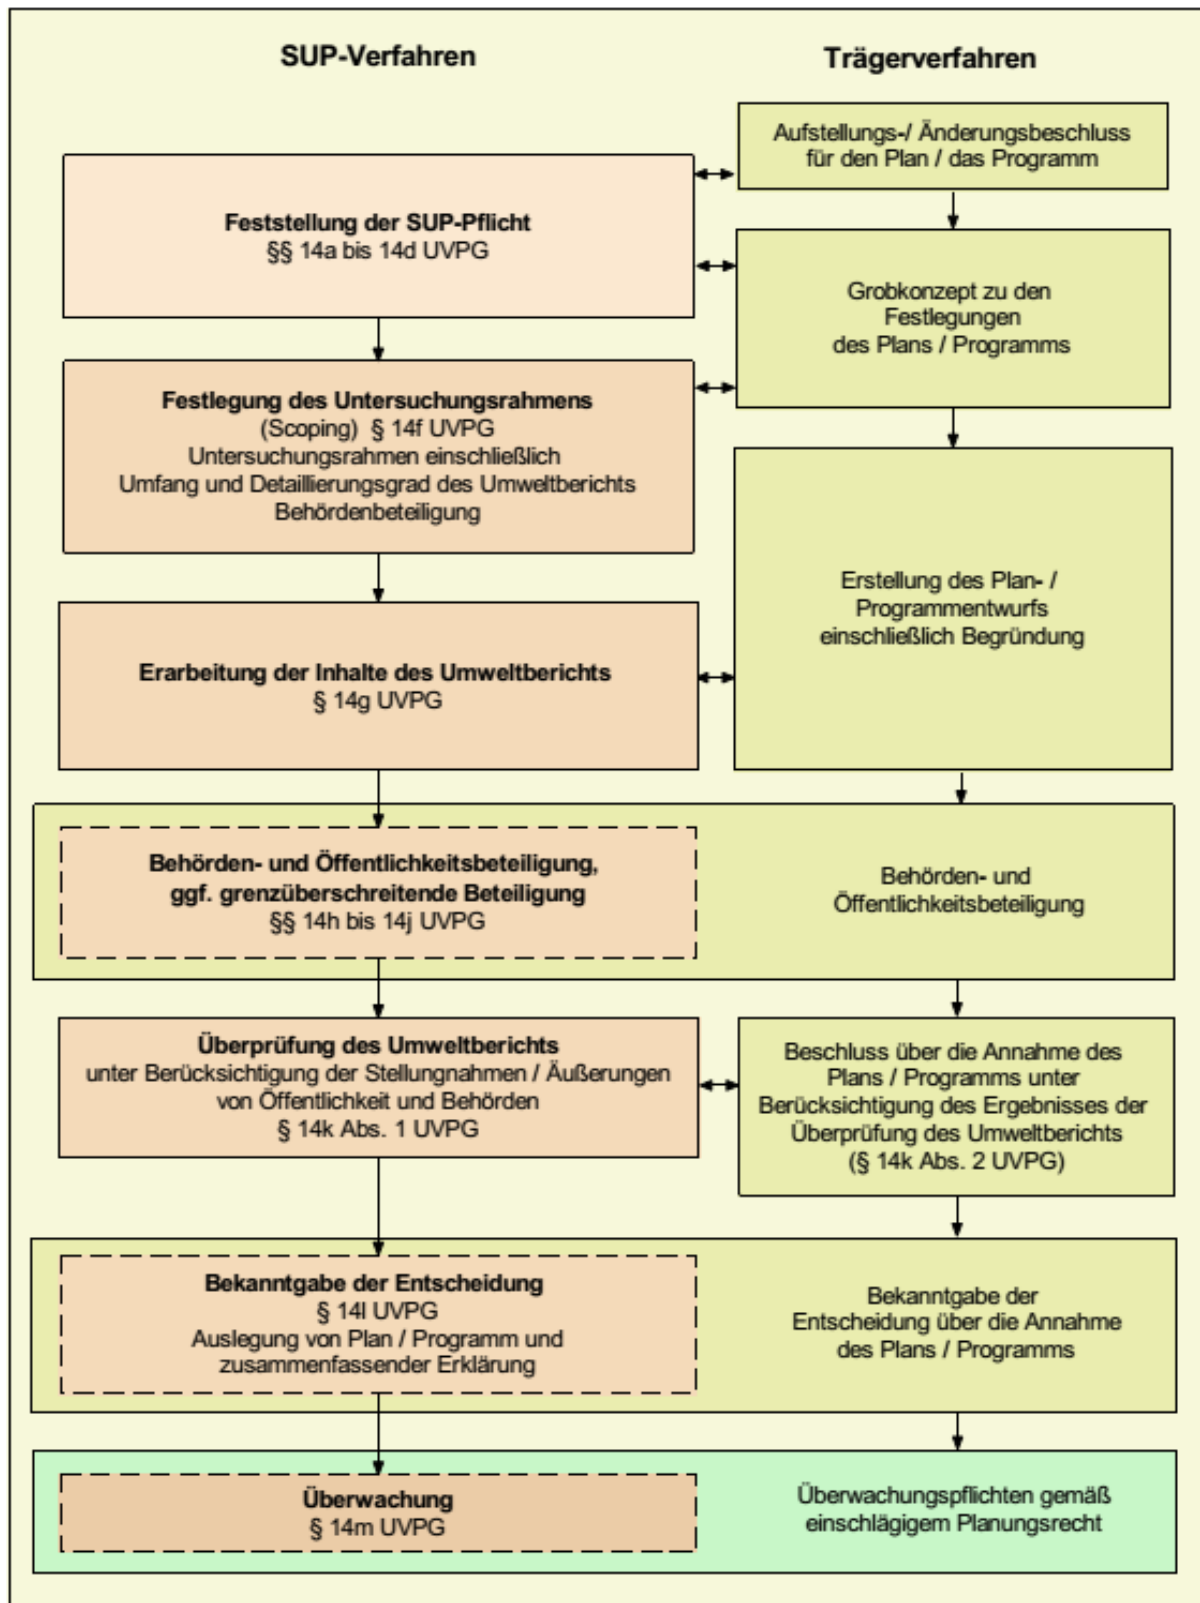 SUP-Verfahren
Trägerverfahren
Aufstellungs-/ Änderungsbeschluss
für den Plan / das Programm
Feststellung der SUP-Pflicht
§§ 14a bis 14d UVPG
Grobkonzept zu den
Festlegungen
des Plans / Programms
Festlegung des Untersuchungsrahmens
(Scoping) § 14f UVPG
Untersuchungsrahmen einschließlich
Umfang und Detaillierungsgrad des Umweltberichts
Behördenbeteiligung
Erstellung des Plan- /
Programmentwurfs
einschließlich Begründung
Erarbeitung der Inhalte des Umweltberichts
§ 14g UVPG
Behörden- und Öffentlichkeitsbeteiligung,
ggf. grenzüberschreitende Beteiligung
§§ 14h bis 14j UVPG
Behörden- und
Öffentlichkeitsbeteiligung
Überprüfung des Umweltberichts
unter Berücksichtigung der Stellungnahmen / Äußerungen
von Öffentlichkeit und Behörden
§ 14k Abs. 1 UVPG
Beschluss über die Annahme des
Plans / Programms unter
Berücksichtigung des Ergebnisses der
Überprüfung des Umweltberichts
(§ 14k Abs. 2 UVPG)
Bekanntgabe der Entscheidung
§ 14l UVPG
Auslegung von Plan / Programm und
zusammenfassender Erklärung
Bekanntgabe der
Entscheidung über die Annahme
des Plans / Programms
Überwachung
§ 14m UVPG
Überwachungspflichten gemäß
einschlägigem Planungsrecht